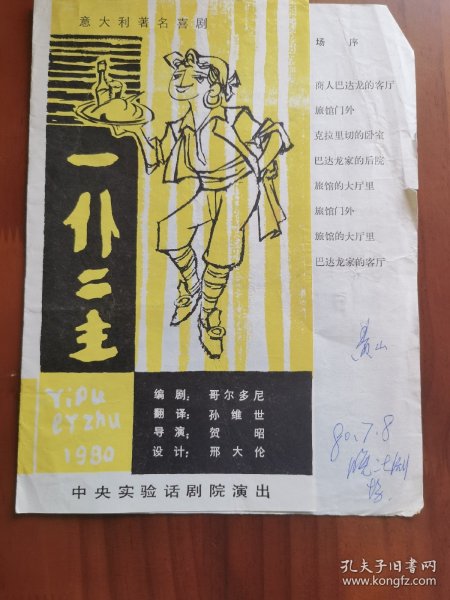 意大利著名喜剧
一仆二主
YiPu
erzhu
1980
编剧：哥尔多尼
翻译：孙维世
导演：贺昭
设计：邢大伦
中央实验话剧院演出
场序
商人巴达龙的客厅
旅馆门外
克拉里切的卧室
巴达龙家的后院
旅馆的大厅里
旅馆门外
旅馆的大厅里
巴达龙家的客厅
80.7.8
孔夫子旧书网
www.kongfz.com